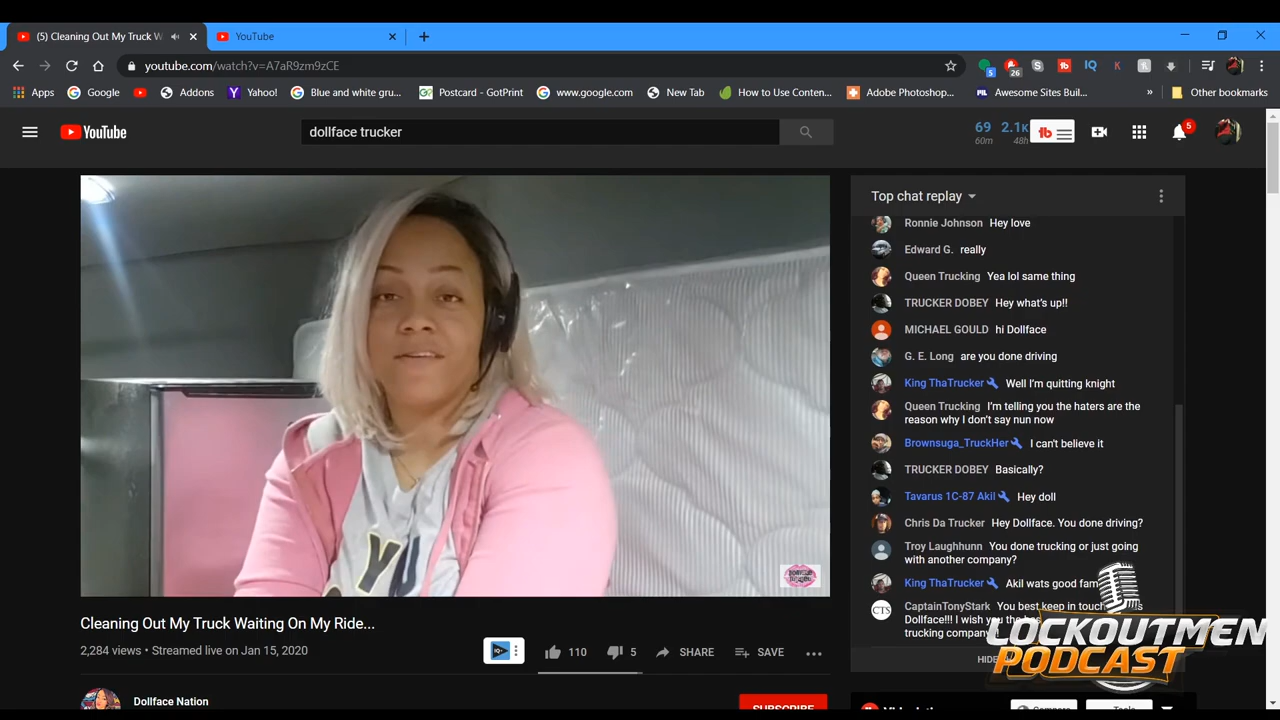 (5) Cleaning Out My Truck W
YouTube
youtube.com/watch?v=A7aR9zm9zCE
5
26
IQ
K
Apps
Google
Addons
Yahoo!
Blue and white gru...
Postcard - GotPrint
www.google.com
New Tab
How to Use Conten...
Adobe Photoshop...
Awesome Sites Buil...
»
Other bookmarks
YouTube
dollface trucker
69 2.1K
60m 48h
tb
5
Top chat replay
Ronnie Johnson Hey love
Edward G. really
Queen Trucking Yea lol same thing
TRUCKER DOBEY Hey what's up!!
MICHAEL GOULD hi Dollface
G. E. Long are you done driving
King ThaTrucker Well I'm quitting knight
Queen Trucking I'm telling you the haters are the
reason why I don't say nun now
Brownsuga_TruckHer I can't believe it
TRUCKER DOBEY Basically?
Tavarus 1C-87 Akil Hey doll
Chris Da Trucker Hey Dollface. You done driving?
Troy Laughhunn You done trucking or just going
with another company?
King ThaTrucker Akil wats good fam
CTS
CaptainTonyStark You best keep in touch
Dollface!!! I wish you the
trucking company
HIDE
YU
Cleaning Out My Truck Waiting On My Ride...
2,284 views • Streamed live on Jan 15, 2020
110
5
SHARE
SAVE
LOCKOUTMEN
PODCAST
Dollface Nation
SUBSCRIBE